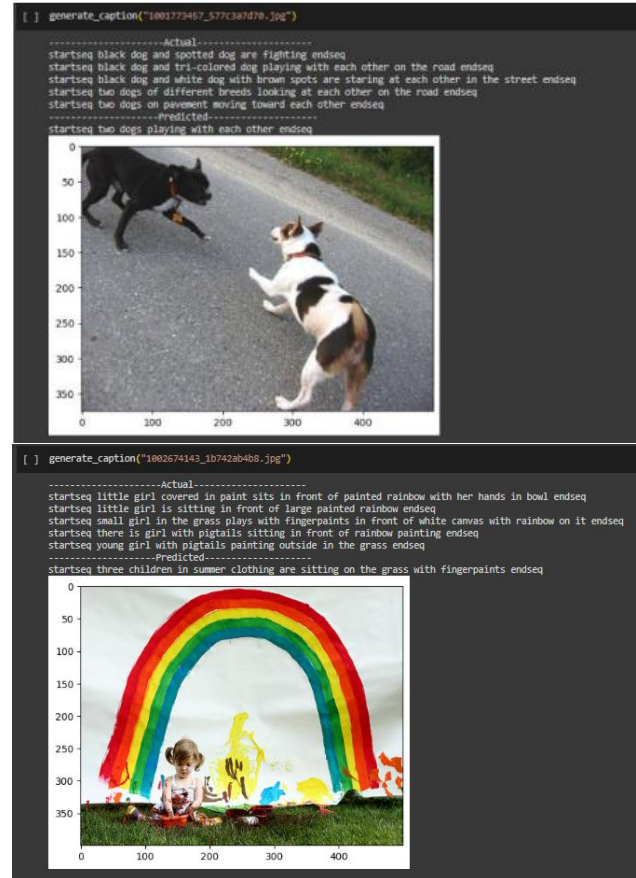 [ ] generate_caption("1001773457_577c3a7d70.jpg")
---------------------Actual---------------------
startseq black dog and spotted dog are fighting endseq
startseq black dog and tri-colored dog playing with each other on the road endseq
startseq black dog and white dog with brown spots are staring at each other in the street endseq
startseq two dogs of different breeds looking at each other on the road endseq
startseq two dogs on pavement moving toward each other endseq
--------------------Predicted--------------------
startseq two dogs playing with each other endseq
0
50
100
150
200
250
300
350
0 100 200 300 400
[ ] generate_caption("1002674143_1b742ab4b8.jpg")
---------------------Actual---------------------
startseq little girl covered in paint sits in front of painted rainbow with her hands in bowl endseq
startseq little girl is sitting in front of large painted rainbow endseq
startseq small girl in the grass plays with fingerpaints in front of white canvas with rainbow on it endseq
startseq there is girl with pigtails sitting in front of rainbow painting endseq
startseq young girl with pigtails painting outside in the grass endseq
--------------------Predicted--------------------
startseq three children in summer clothing are sitting on the grass with fingerpaints endseq
0
50
100
150
200
250
300
350
0 100 200 300 400